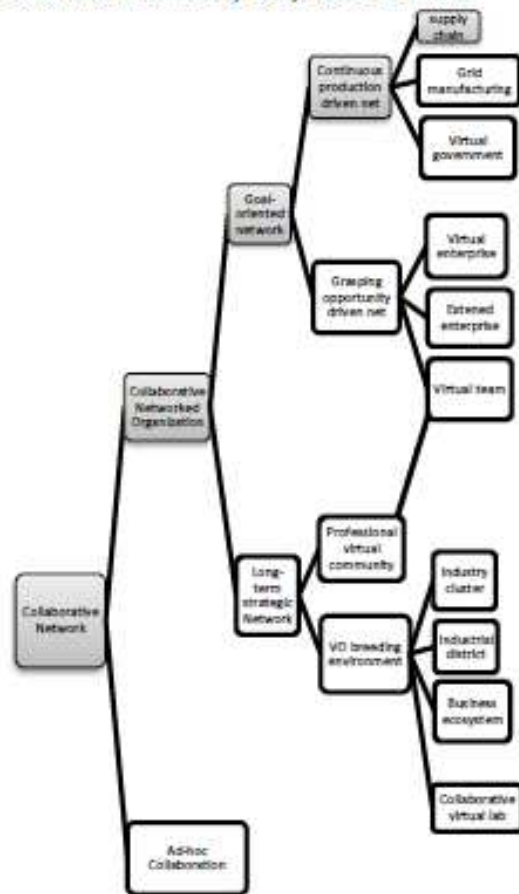 supply
chain
Continuous
production
driven net
Grid
manufacturing
Virtual
government
Goal-
oriented
network
Virtual
enterprise
Grasping
opportunity
driven net
Extened
enterprise
Virtual team
Collaborative
Networked
Organization
Professional
virtual
community
Long-
term
strategic
Network
Industry
cluster
VO breeding
environment
Industrial
district
Business
ecosystem
Collaborative
Network
Collaborative
virtual lab
Ad-hoc
Collaboration